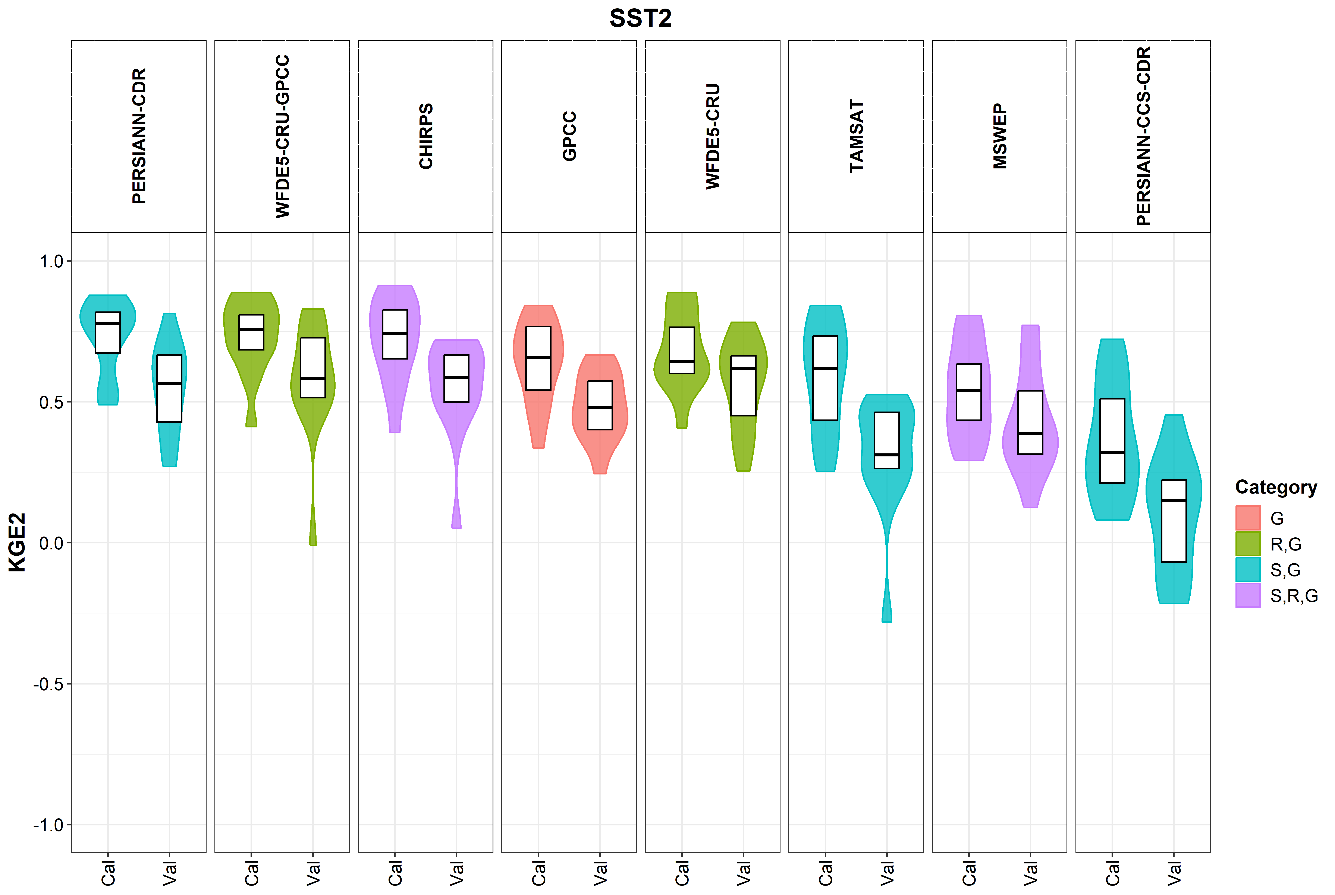 SST2
PERSIANN-CDR
WFDE5-CRU-GPCC
CHIRPS
GPCC
WFDE5-CRU
TAMSAT
MSWEP
PERSIANN-CCS-CDR
KGE2
1.0
0.5
0.0
-0.5
-1.0
Cal
Val
Cal
Val
Cal
Val
Cal
Val
Cal
Val
Cal
Val
Cal
Val
Cal
Val
Category
G
R,G
S,G
S,R,G